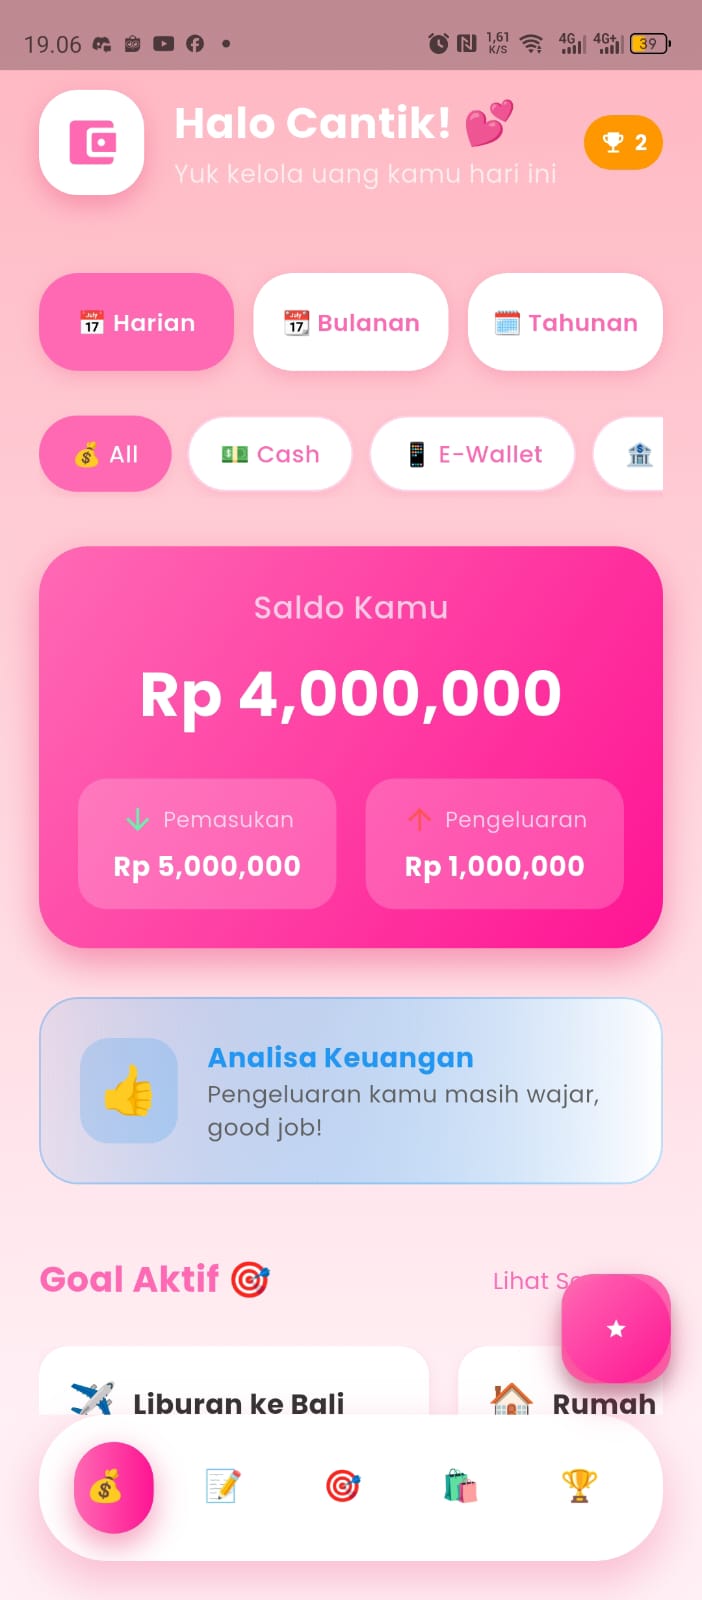 19.06
1,61 K/S
4G
4G+
39
Halo Cantik! 💕
Yuk kelola uang kamu hari ini
🏆 2
📅 Harian
📆 Bulanan
🗓️ Tahunan
💰 All
💵 Cash
📱 E-Wallet
🏦
Saldo Kamu
Rp 4,000,000
↓ Pemasukan
Rp 5,000,000
↑ Pengeluaran
Rp 1,000,000
Analisa Keuangan
Pengeluaran kamu masih wajar,
good job!
Goal Aktif 🎯
Lihat
✈️ Liburan ke Bali
🏠 Rumah